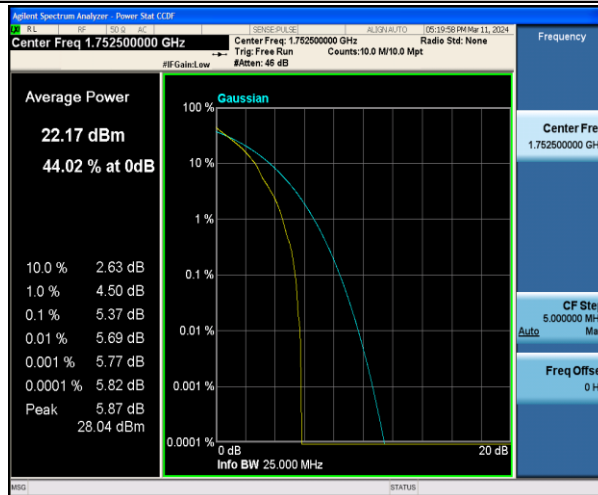 Agilent Spectrum Analyzer - Power Stat CCDF
RL RF 50 Ω AC SENSE:PULSE ALIGN AUTO 05:19:58 PM Mar 11, 2024
Center Freq 1.752500000 GHz
Center Freq: 1.752500000 GHz Radio Std: None
Trig: Free Run Counts:10.0 M/10.0 Mpt
#IFGain:Low #Atten: 46 dB
Frequency
Average Power
22.17 dBm
44.02 % at 0dB
10.0 % 2.63 dB
1.0 % 4.50 dB
0.1 % 5.37 dB
0.01 % 5.69 dB
0.001 % 5.77 dB
0.0001 % 5.82 dB
Peak 5.87 dB
28.04 dBm
Gaussian
100 %
10 %
1 %
0.1 %
0.01 %
0.001 %
0.0001 %
0 dB 20 dB
Info BW 25.000 MHz
Center Fre
1.752500000 GH
CF Ste
5.000000 MH
Auto Ma
Freq Offse
0 H
MSG STATUS